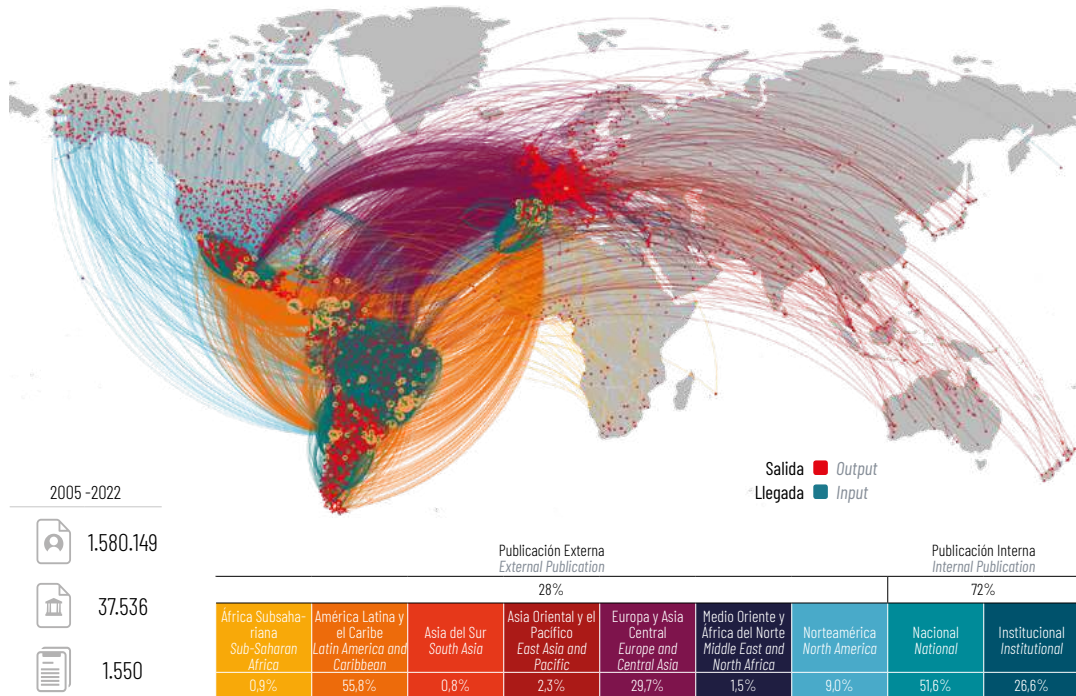 Salida Output
Llegada Input
2005 -2022
1.580.149
37.536
1.550
Publicación Externa
External Publication
Publicación Interna
Internal Publication
28%
72%
África Subsaha-
riana
Sub-Saharan
Africa
0,9%
América Latina y
el Caribe
Latin America and
Caribbean
55,8%
Asia del Sur
South Asia
0,8%
Asia Oriental y el
Pacífico
East Asia and
Pacific
2,3%
Europa y Asia
Central
Europe and
Central Asia
29,7%
Medio Oriente y
África del Norte
Middle East and
North Africa
1,5%
Norteamérica
North America
9,0%
Nacional
National
51,6%
Institucional
Institutional
26,6%